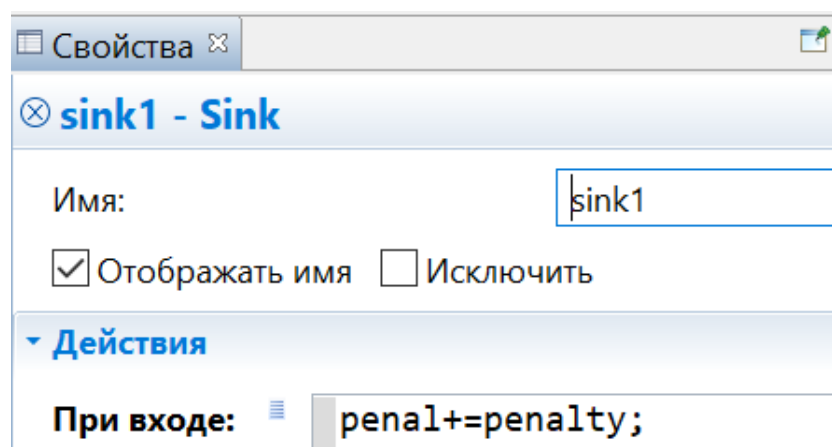 Свойства
sink1 - Sink
Имя: sink1
Отображать имя Исключить
Действия
При входе: penal+=penalty;